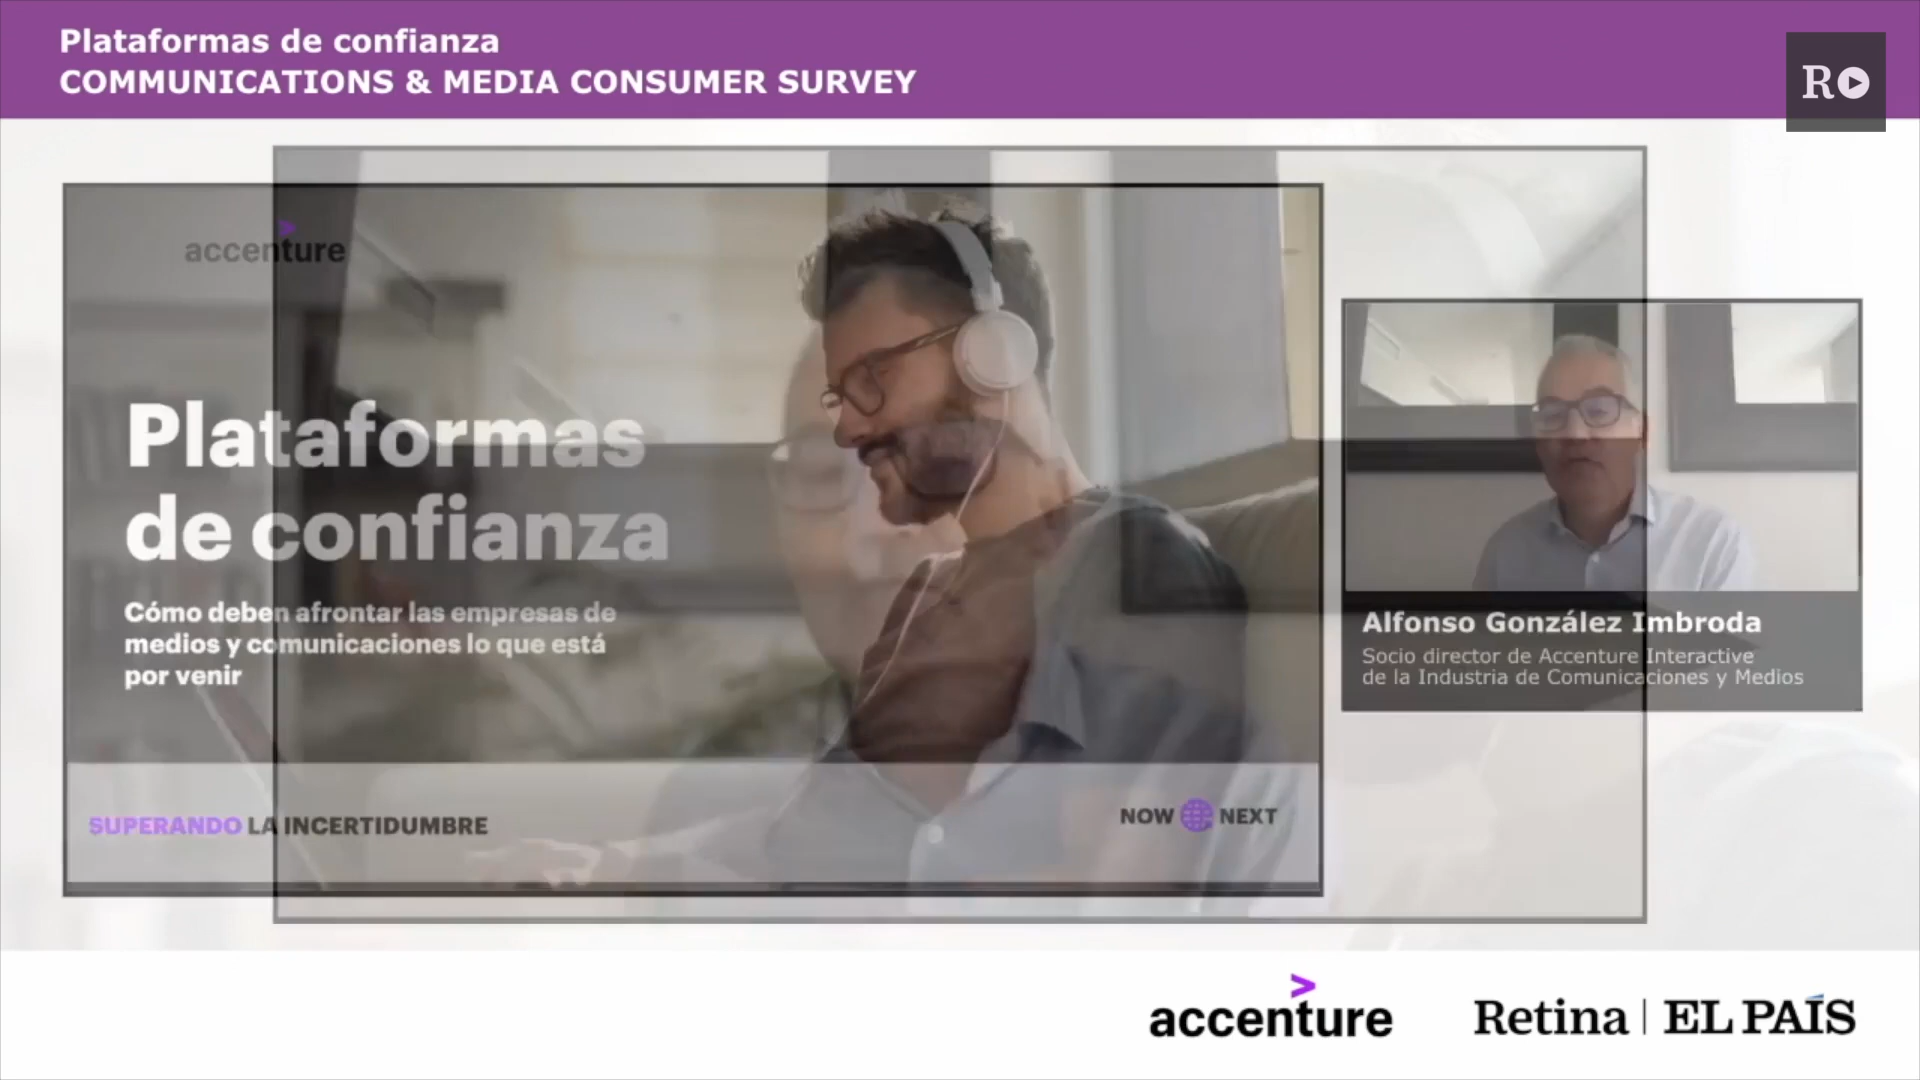 Plataformas de confianza
COMMUNICATIONS & MEDIA CONSUMER SURVEY
R
accenture
Plataformas
de confianza
Cómo deben afrontar las empresas de
medios y comunicaciones lo que está
por venir
SUPERANDO LA INCERTIDUMBRE
NOW NEXT
Alfonso González Imbroda
Socio director de Accenture Interactive
de la Industria de Comunicaciones y Medios
accenture
Retina | EL PAÍS